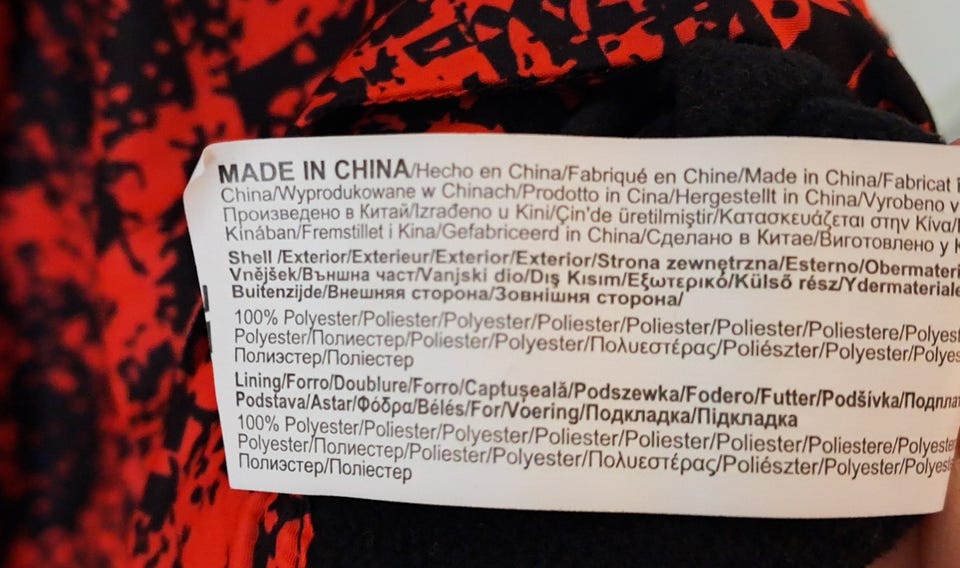 MADE IN CHINA/Hecho en China/Fabriqué en Chine/Made in China/Fabricat î
China/Wyprodukowane w Chinach/Prodotto in Cina/Hergestellt in China/Vyrobeno v
Произведено в Китай/Izrađeno u Kini/Çin'de üretilmiştir/Κατασκευάζεται στην Κίνα/
Kínában/Fremstillet i Kina/Gefabriceerd in China/Сделано в Китае/Виготовлено у К
Shell /Exterior/Exterieur/Exterior/Exterior/Strona zewnętrzna/Esterno/Obermateri
Vnějšek/Външна част/Vanjski dio/Dış Kısım/Εξωτερικό/Külső rész/Ydermateriale
Buitenzijde/Внешняя сторона/Зовнішня сторона/
100% Polyester/Poliester/Polyester/Poliester/Poliester/Poliester/Poliestere/Polyest
Polyester/Полиестер/Poliester/Polyester/Πολυεστέρας/Poliészter/Polyester/Polyes
Полиэстер/Поліестер
Lining/Forro/Doublure/Forro/Captuşeală/Podszewka/Fodero/Futter/Podšívka/Подплат
Podstava/Astar/Φόδρα/Bélés/For/Voering/Подкладка/Підкладка
100% Polyester/Poliester/Polyester/Poliester/Poliester/Poliester/Poliestere/Polyester
Polyester/Полиестер/Poliester/Polyester/Πολυεστέρας/Poliészter/Polyester/Polyeste
Полиэстер/Поліестер